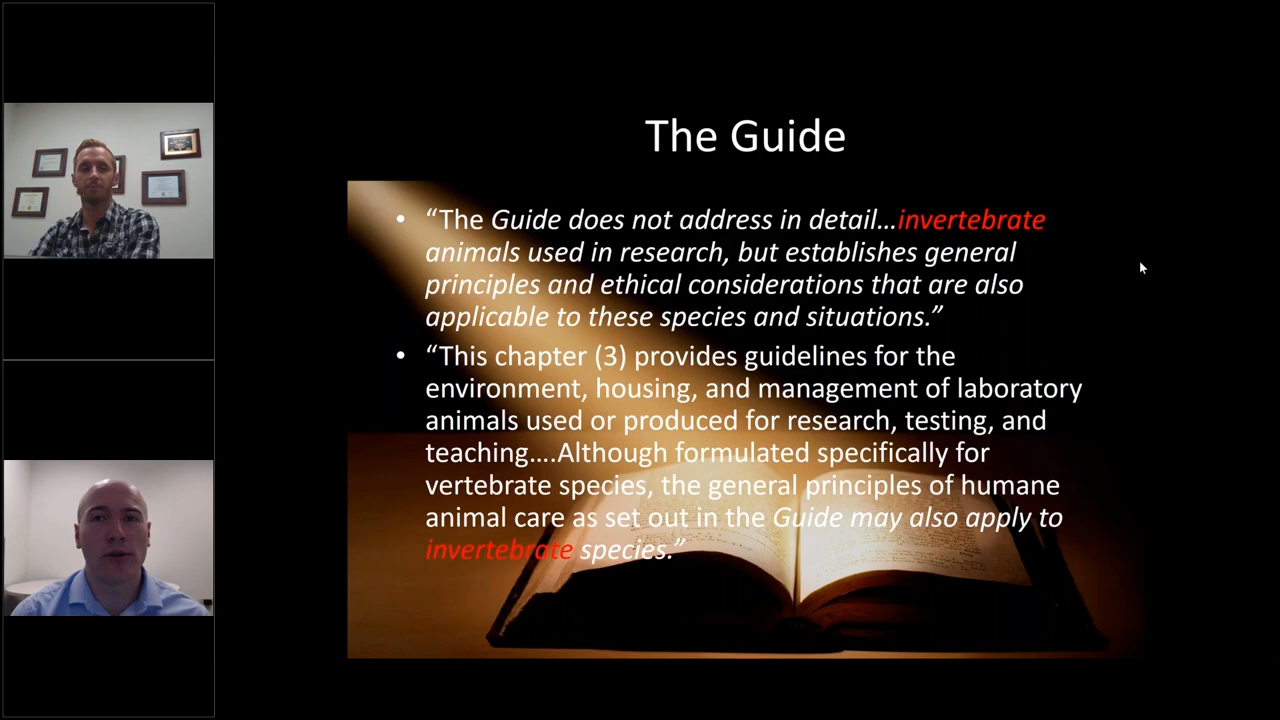 The Guide
• “The Guide does not address in detail…invertebrate
animals used in research, but establishes general
principles and ethical considerations that are also
applicable to these species and situations.”
• “This chapter (3) provides guidelines for the
environment, housing, and management of laboratory
animals used or produced for research, testing, and
teaching….Although formulated specifically for
vertebrate species, the general principles of humane
animal care as set out in the Guide may also apply to
invertebrate species.”